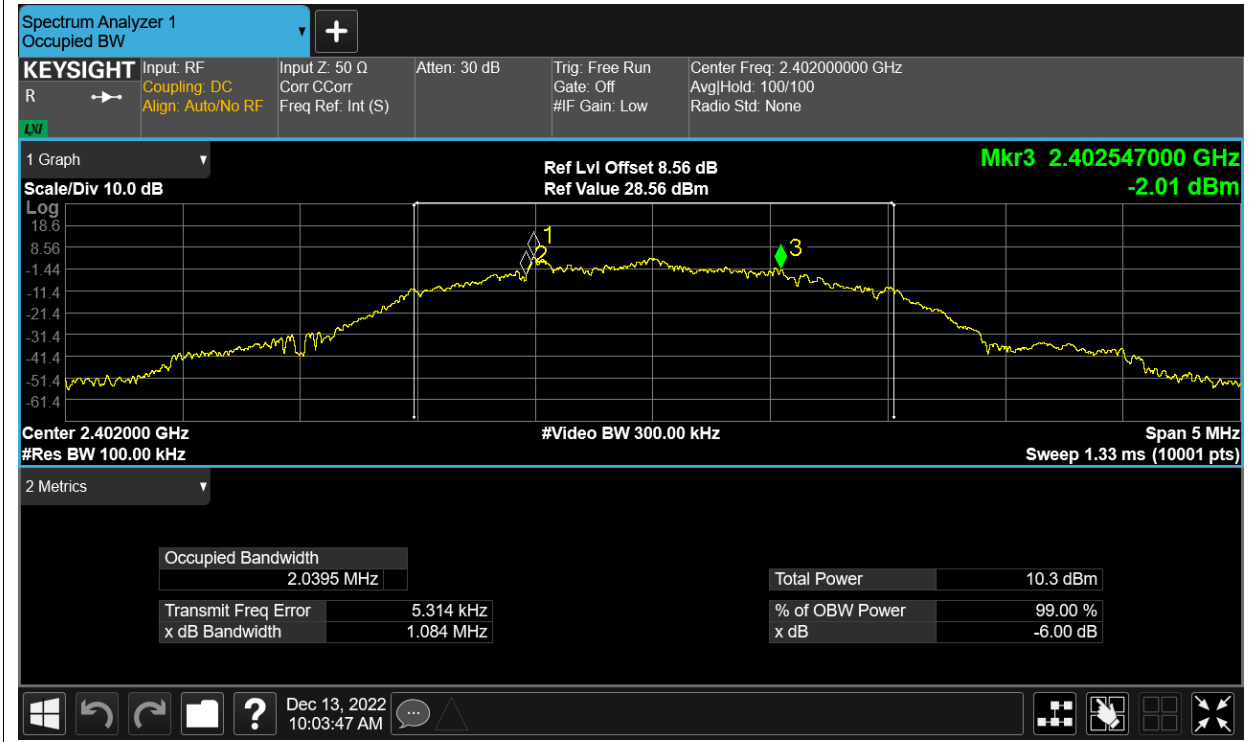 Spectrum Analyzer 1
Occupied BW
KEYSIGHT
R
LXI
Input: RF
Coupling: DC
Align: Auto/No RF
Input Z: 50 Ω
Corr CCorr
Freq Ref: Int (S)
Atten: 30 dB
Trig: Free Run
Gate: Off
#IF Gain: Low
Center Freq: 2.402000000 GHz
Avg|Hold: 100/100
Radio Std: None
1 Graph
Scale/Div 10.0 dB
Ref Lvl Offset 8.56 dB
Ref Value 28.56 dBm
Mkr3 2.402547000 GHz
-2.01 dBm
Log
18.6
8.56
-1.44
-11.4
-21.4
-31.4
-41.4
-51.4
-61.4
1
2
3
Center 2.402000 GHz
#Video BW 300.00 kHz
Span 5 MHz
#Res BW 100.00 kHz
Sweep 1.33 ms (10001 pts)
2 Metrics
Occupied Bandwidth
2.0395 MHz
Transmit Freq Error 5.314 kHz
x dB Bandwidth 1.084 MHz
Total Power 10.3 dBm
% of OBW Power 99.00 %
x dB -6.00 dB
?
Dec 13, 2022
10:03:47 AM